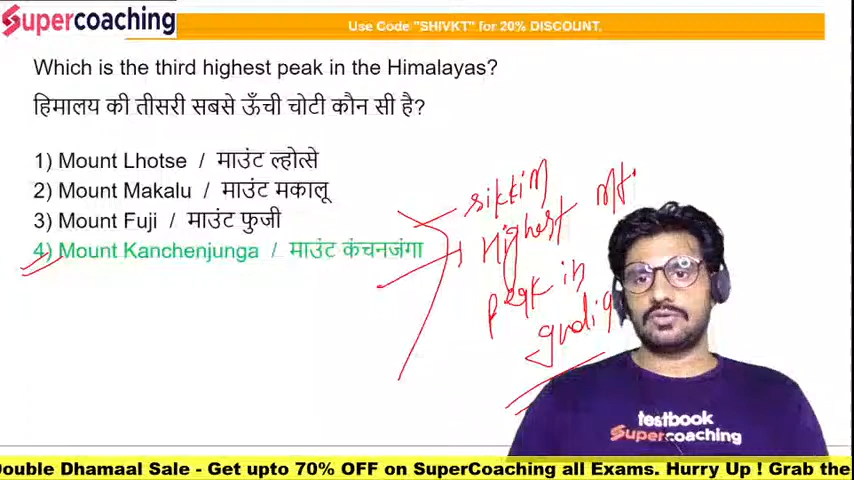 Supercoaching
Use Code "SHIVKT" for 20% DISCOUNT.
Which is the third highest peak in the Himalayas?
हिमालय की तीसरी सबसे ऊँची चोटी कौन सी है?
1) Mount Lhotse / माउंट ल्होत्से
2) Mount Makalu / माउंट मकालू
3) Mount Fuji / माउंट फुजी
4) Mount Kanchenjunga / माउंट कंचनजंगा
sikkim
Highest mt.
peak in
testbook
Supercoaching
Double Dhamaal Sale - Get upto 70% OFF on SuperCoaching all Exams. Hurry Up ! Grab the